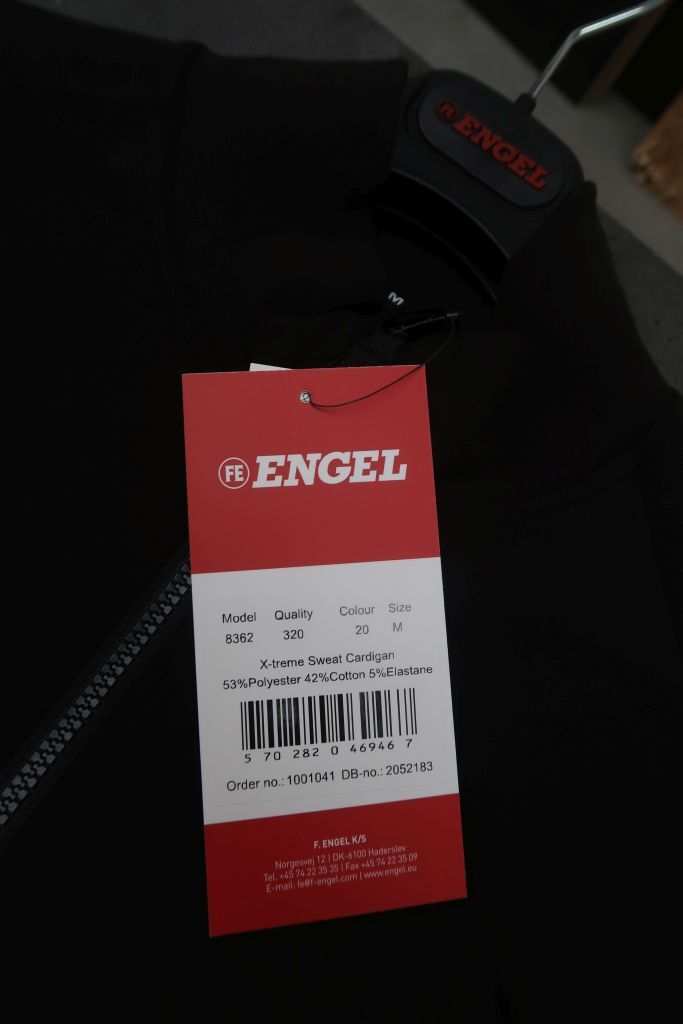 FE ENGEL
M
FE ENGEL
Model Quality Colour Size
8362 320 20 M
X-treme Sweat Cardigan
53%Polyester 42%Cotton 5%Elastane
5 70 282 0 46946 7
Order no.: 1001041 DB-no.: 2052183
F. ENGEL K/S
Norgesvej 12 | DK-6100 Haderslev
Tel. +45 74 22 35 35 | Fax +45 74 22 35 09
E-mail: fe@f-engel.com | www.engel.eu